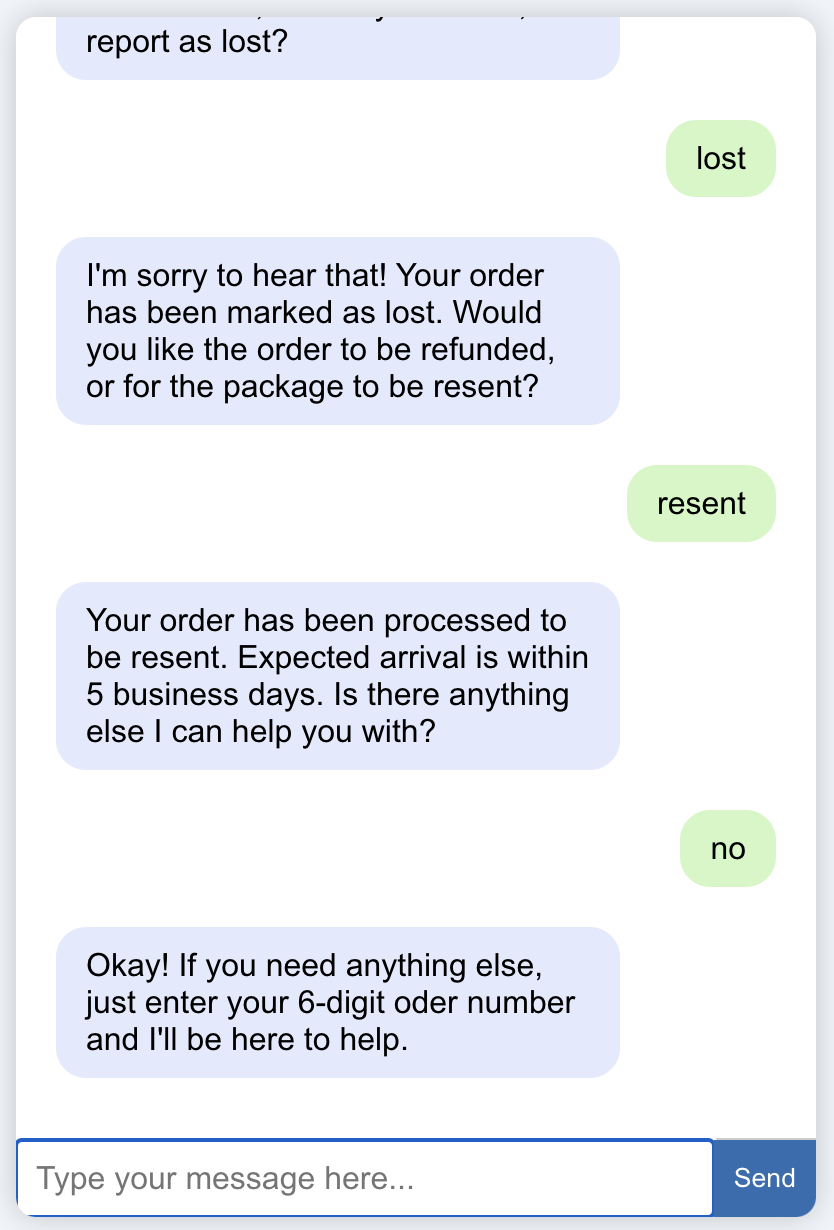 report as lost?
lost
I'm sorry to hear that! Your order
has been marked as lost. Would
you like the order to be refunded,
or for the package to be resent?
resent
Your order has been processed to
be resent. Expected arrival is within
5 business days. Is there anything
else I can help you with?
no
Okay! If you need anything else,
just enter your 6-digit oder number
and I'll be here to help.
Type your message here...
Send